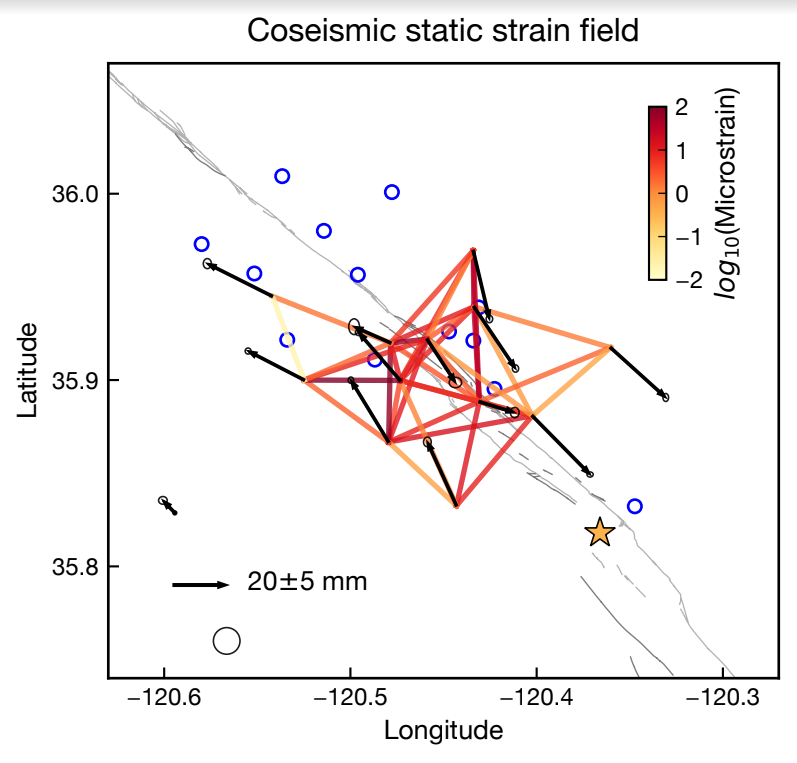 Coseismic static strain field
2
1
0
−1
−2
log10(Microstrain)
36.0
35.9
35.8
Latitude
20±5 mm
−120.6
−120.5
−120.4
−120.3
Longitude